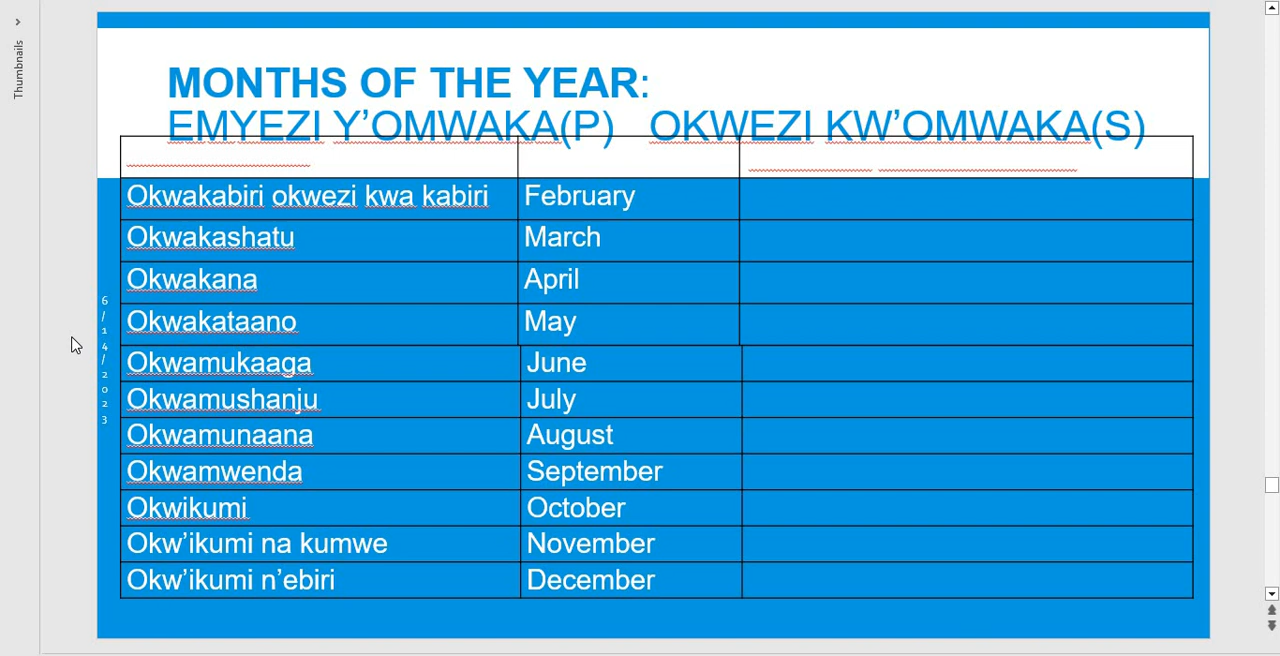 Thumbnails
MONTHS OF THE YEAR:
EMYEZI Y’OMWAKA(P) OKWEZI KW’OMWAKA(S)
Okwakabiri okwezi kwa kabiri February
Okwakashatu March
Okwakana April
Okwakataano May
Okwamukaaga June
Okwamushanju July
Okwamunaana August
Okwamwenda September
Okwikumi October
Okw’ikumi na kumwe November
Okw’ikumi n’ebiri December
6/14/2023